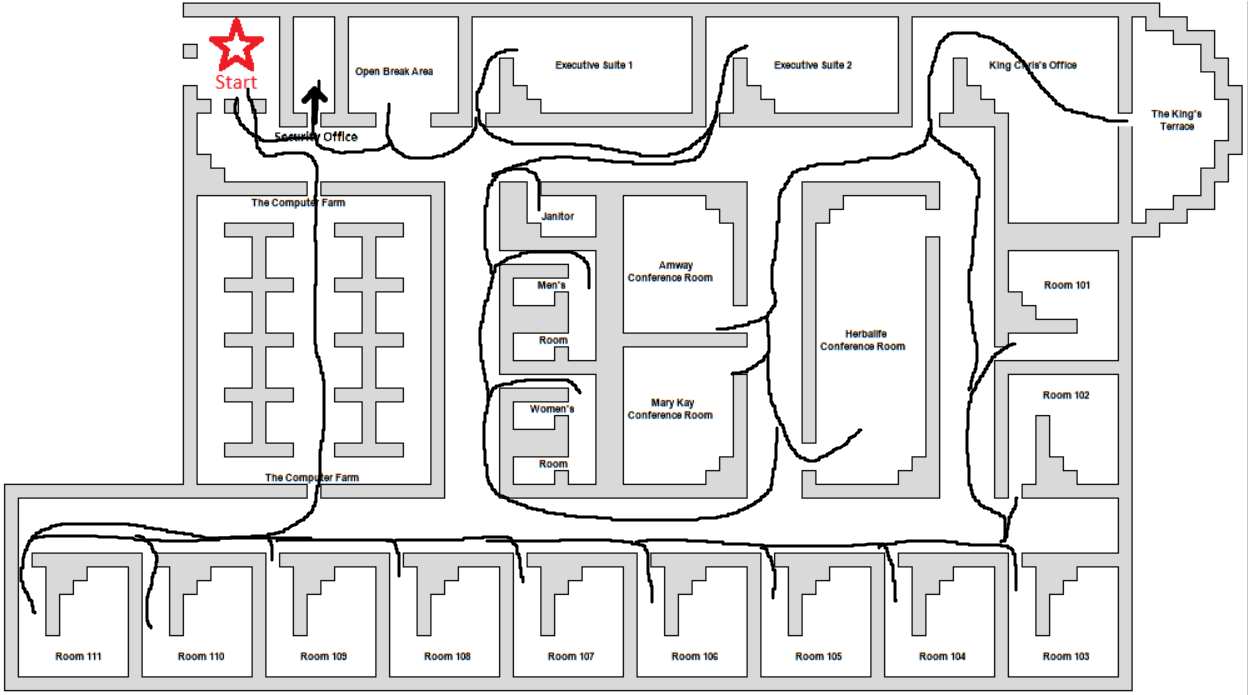 Start
Open Break Area
Executive Suite 1
Executive Suite 2
King Chris's Office
The King's
Terrace
Security Office
The Computer Farm
Janitor
Amway
Conference Room
Men's
Room
Room 101
Herbalife
Conference Room
Women's
Room
Mary Kay
Conference Room
Room 102
The Computer Farm
Room 111
Room 110
Room 109
Room 108
Room 107
Room 106
Room 105
Room 104
Room 103